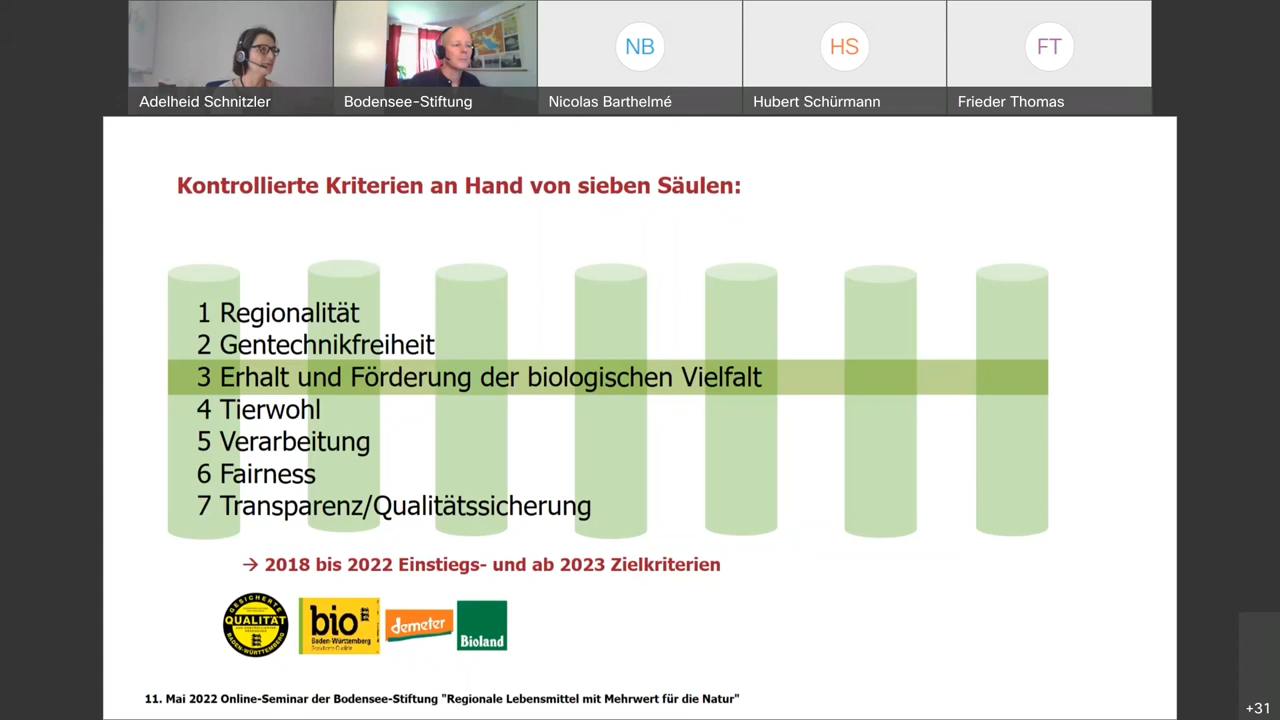 NB
HS
FT
Adelheid Schnitzler
Bodensee-Stiftung
Nicolas Barthelmé
Hubert Schürmann
Frieder Thomas
Kontrollierte Kriterien an Hand von sieben Säulen:
1 Regionalität
2 Gentechnikfreiheit
3 Erhalt und Förderung der biologischen Vielfalt
4 Tierwohl
5 Verarbeitung
6 Fairness
7 Transparenz/Qualitätssicherung
→ 2018 bis 2022 Einstiegs- und ab 2023 Zielkriterien
GESICHERTE
QUALITÄT
BADEN-WÜRTTEMBERG
bio
Baden-Württemberg
demeter
Bioland
11. Mai 2022 Online-Seminar der Bodensee-Stiftung "Regionale Lebensmittel mit Mehrwert für die Natur"
+31